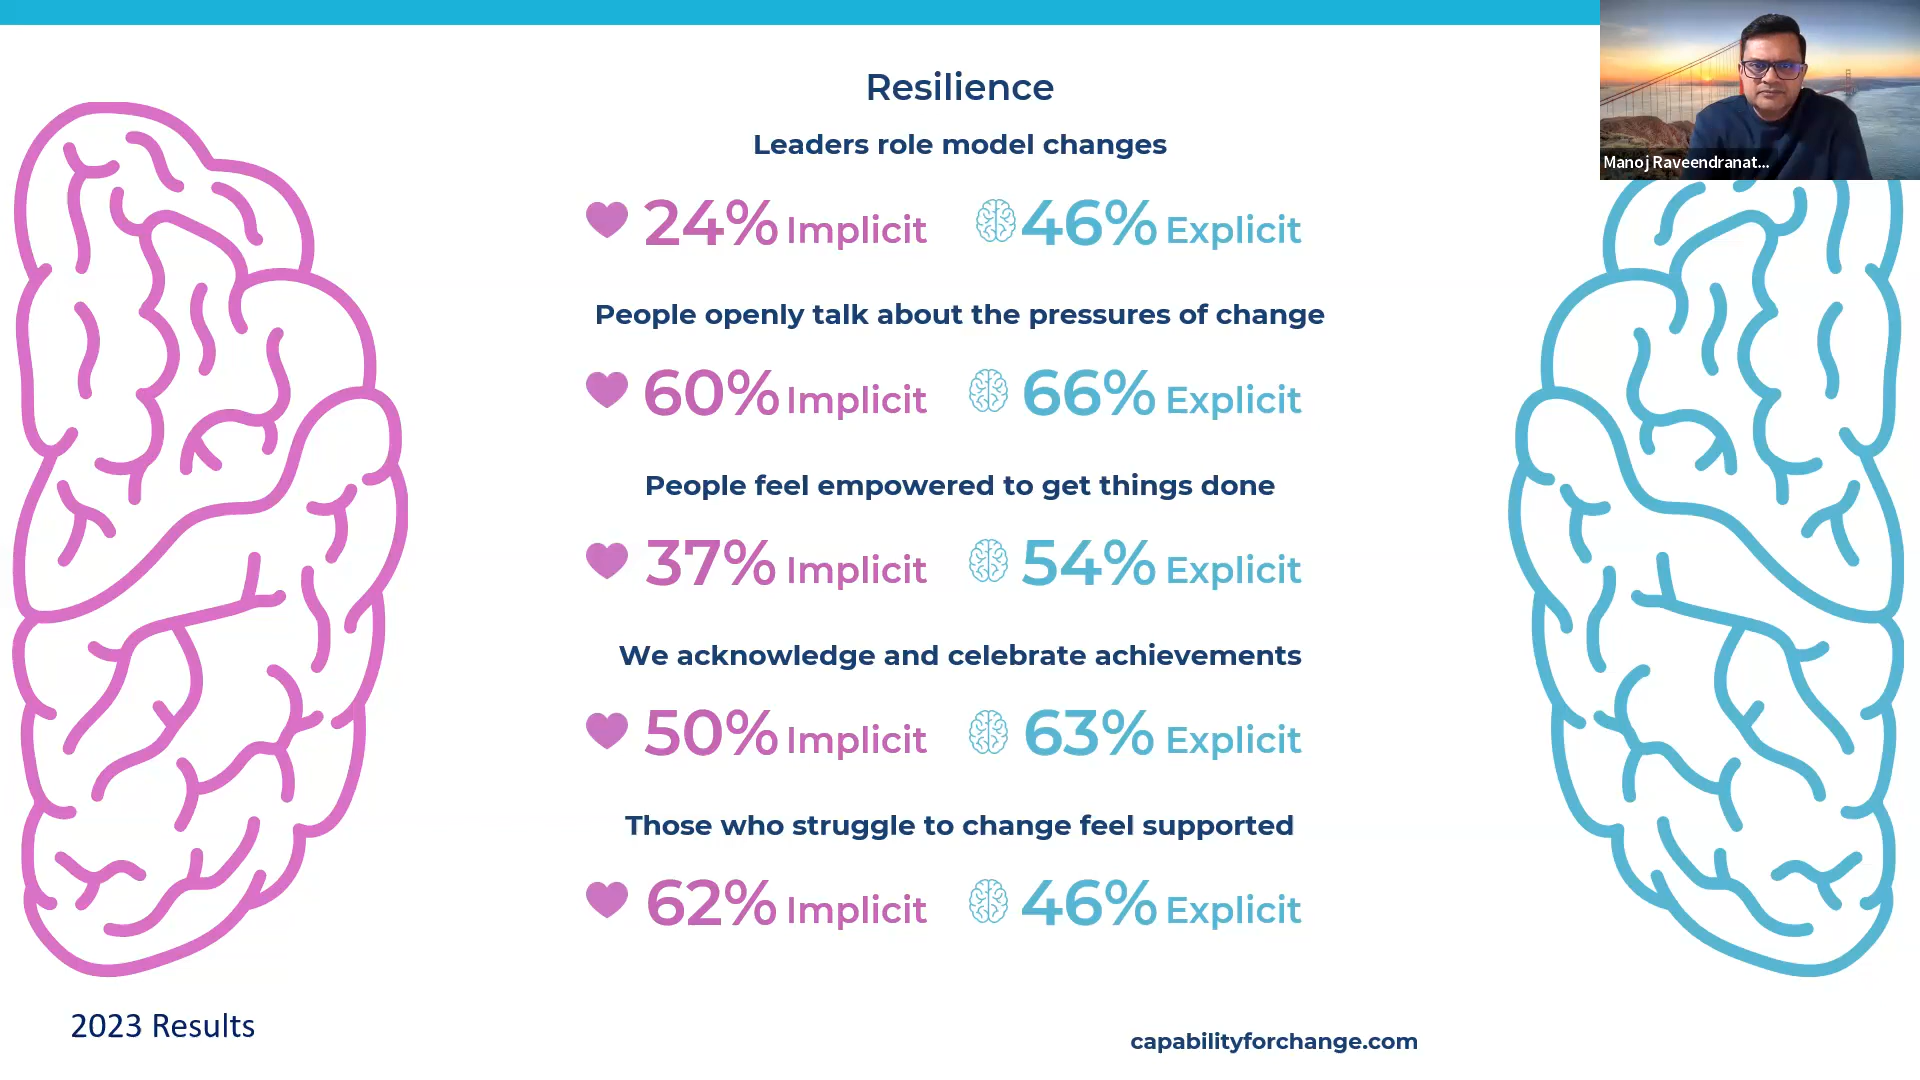 Resilience
Leaders role model changes
24% Implicit 46% Explicit
People openly talk about the pressures of change
60% Implicit 66% Explicit
People feel empowered to get things done
37% Implicit 54% Explicit
We acknowledge and celebrate achievements
50% Implicit 63% Explicit
Those who struggle to change feel supported
62% Implicit 46% Explicit
2023 Results
capabilityforchange.com
Manoj Raveendranat...